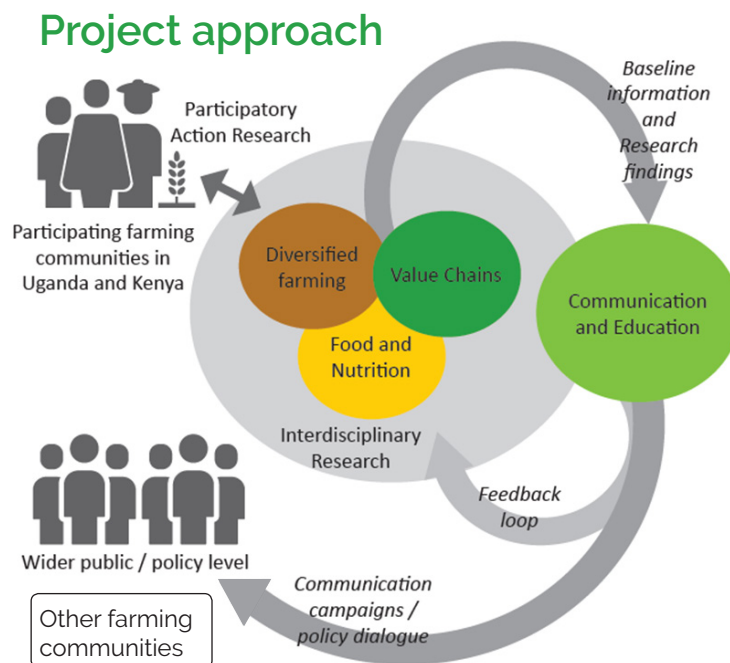 Project approach
Participatory
Action Research
Participating farming
communities in
Uganda and Kenya
Baseline
information
and
Research
findings
Diversified
farming
Value Chains
Food and
Nutrition
Interdisciplinary
Research
Communication
and Education
Feedback
loop
Wider public / policy level
Communication
campaigns /
policy dialogue
Other farming
communities